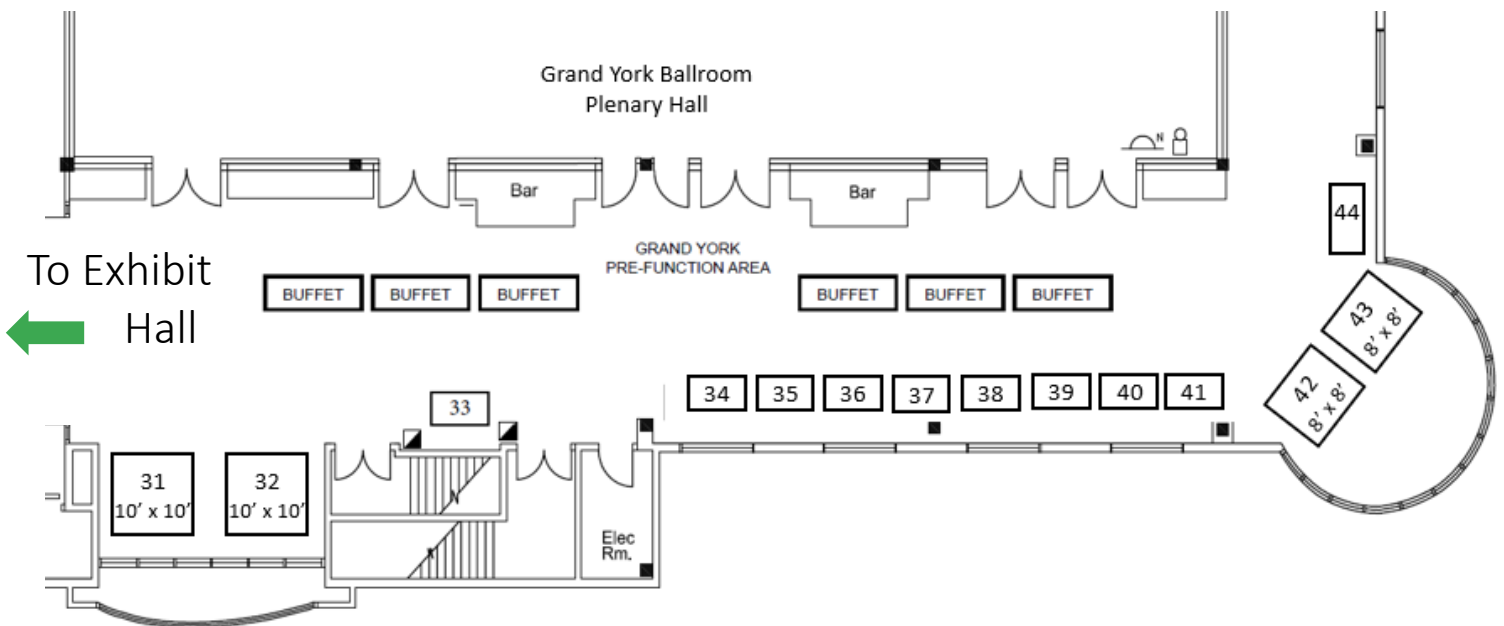 Grand York Ballroom
Plenary Hall
N
Bar
Bar
44
GRAND YORK
PRE-FUNCTION AREA
To Exhibit
Hall
BUFFET
BUFFET
BUFFET
BUFFET
BUFFET
BUFFET
43
8' x 8'
42
8' x 8'
33
34
35
36
37
38
39
40
41
31
10' x 10'
32
10' x 10'
N
Elec
Rm.